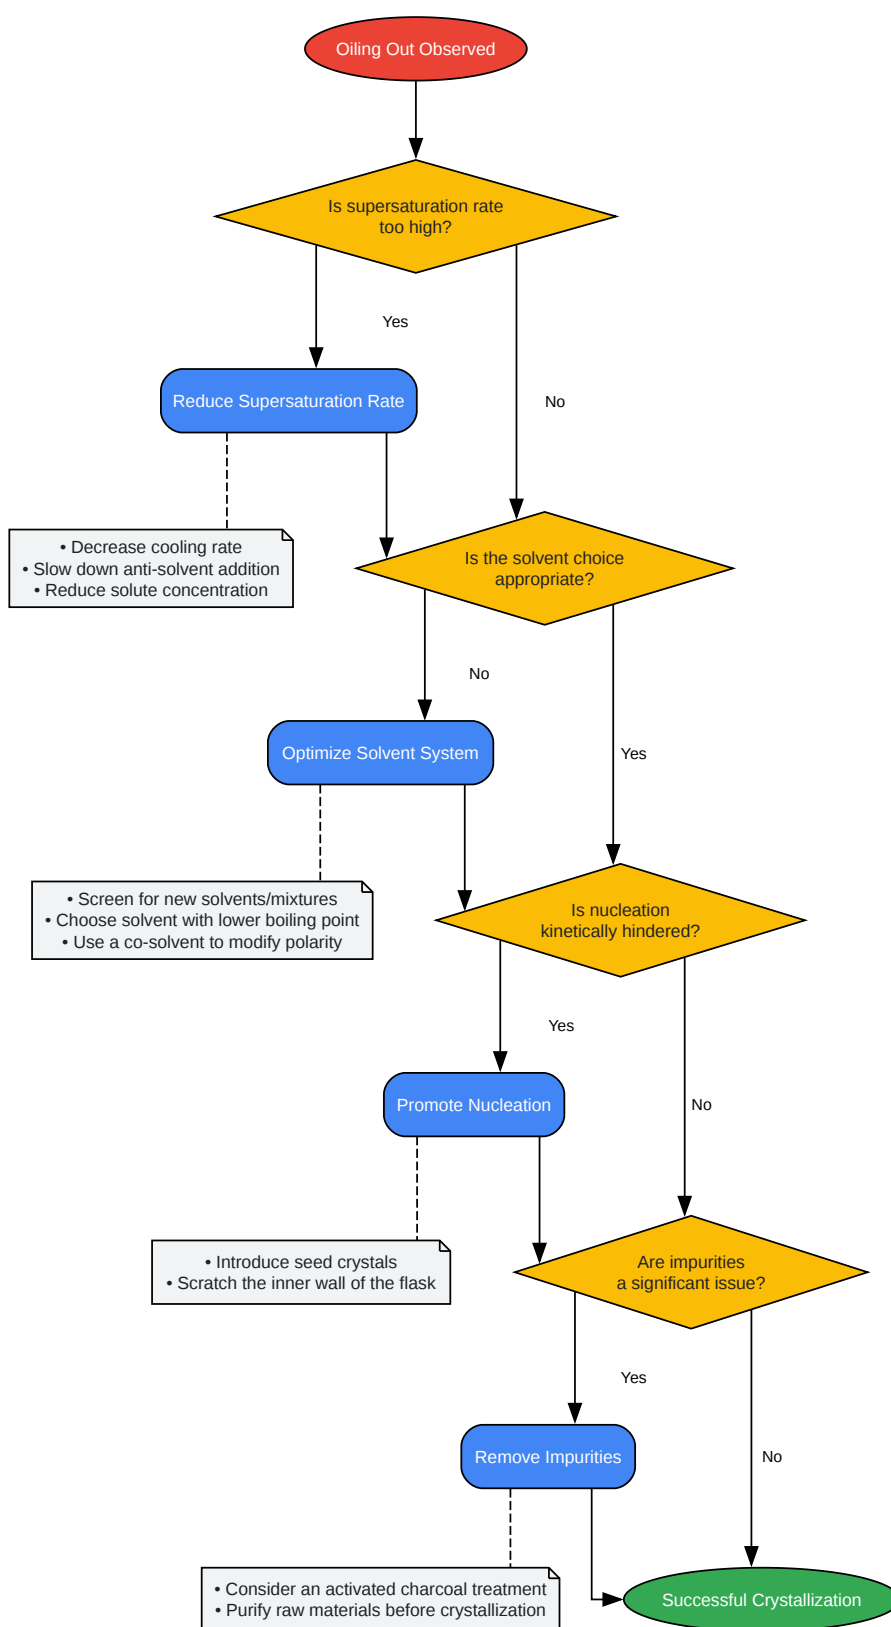 Oiling Out Observed
Is supersaturation rate
too high?
Yes
Reduce Supersaturation Rate
No
• Decrease cooling rate
• Slow down anti-solvent addition
• Reduce solute concentration
Is the solvent choice
appropriate?
No
Optimize Solvent System
Yes
• Screen for new solvents/mixtures
• Choose solvent with lower boiling point
• Use a co-solvent to modify polarity
Is nucleation
kinetically hindered?
Yes
Promote Nucleation
No
• Introduce seed crystals
• Scratch the inner wall of the flask
Are impurities
a significant issue?
Yes
Remove Impurities
No
• Consider an activated charcoal treatment
• Purify raw materials before crystallization
Successful Crystallization